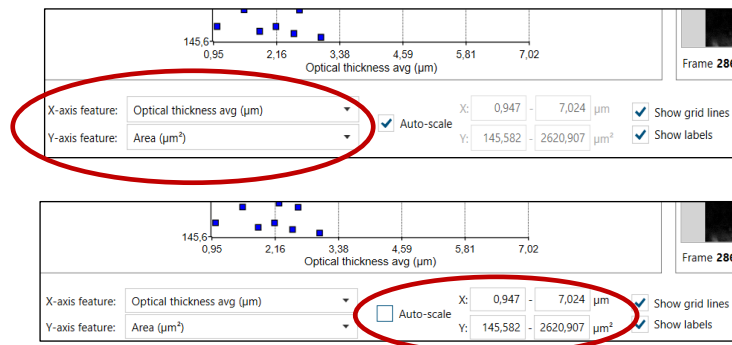 145,6
0,95 2,16 3,38 4,59 5,81 7,02
Optical thickness avg (µm)
Frame 286
X-axis feature: Optical thickness avg (µm)
Y-axis feature: Area (µm²)
Auto-scale
X: 0,947 - 7,024 µm
Y: 145,582 - 2620,907 µm²
Show grid lines
Show labels
145,6
0,95 2,16 3,38 4,59 5,81 7,02
Optical thickness avg (µm)
Frame 286
X-axis feature: Optical thickness avg (µm)
Y-axis feature: Area (µm²)
Auto-scale
X: 0,947 - 7,024 µm
Y: 145,582 - 2620,907 µm²
Show grid lines
Show labels